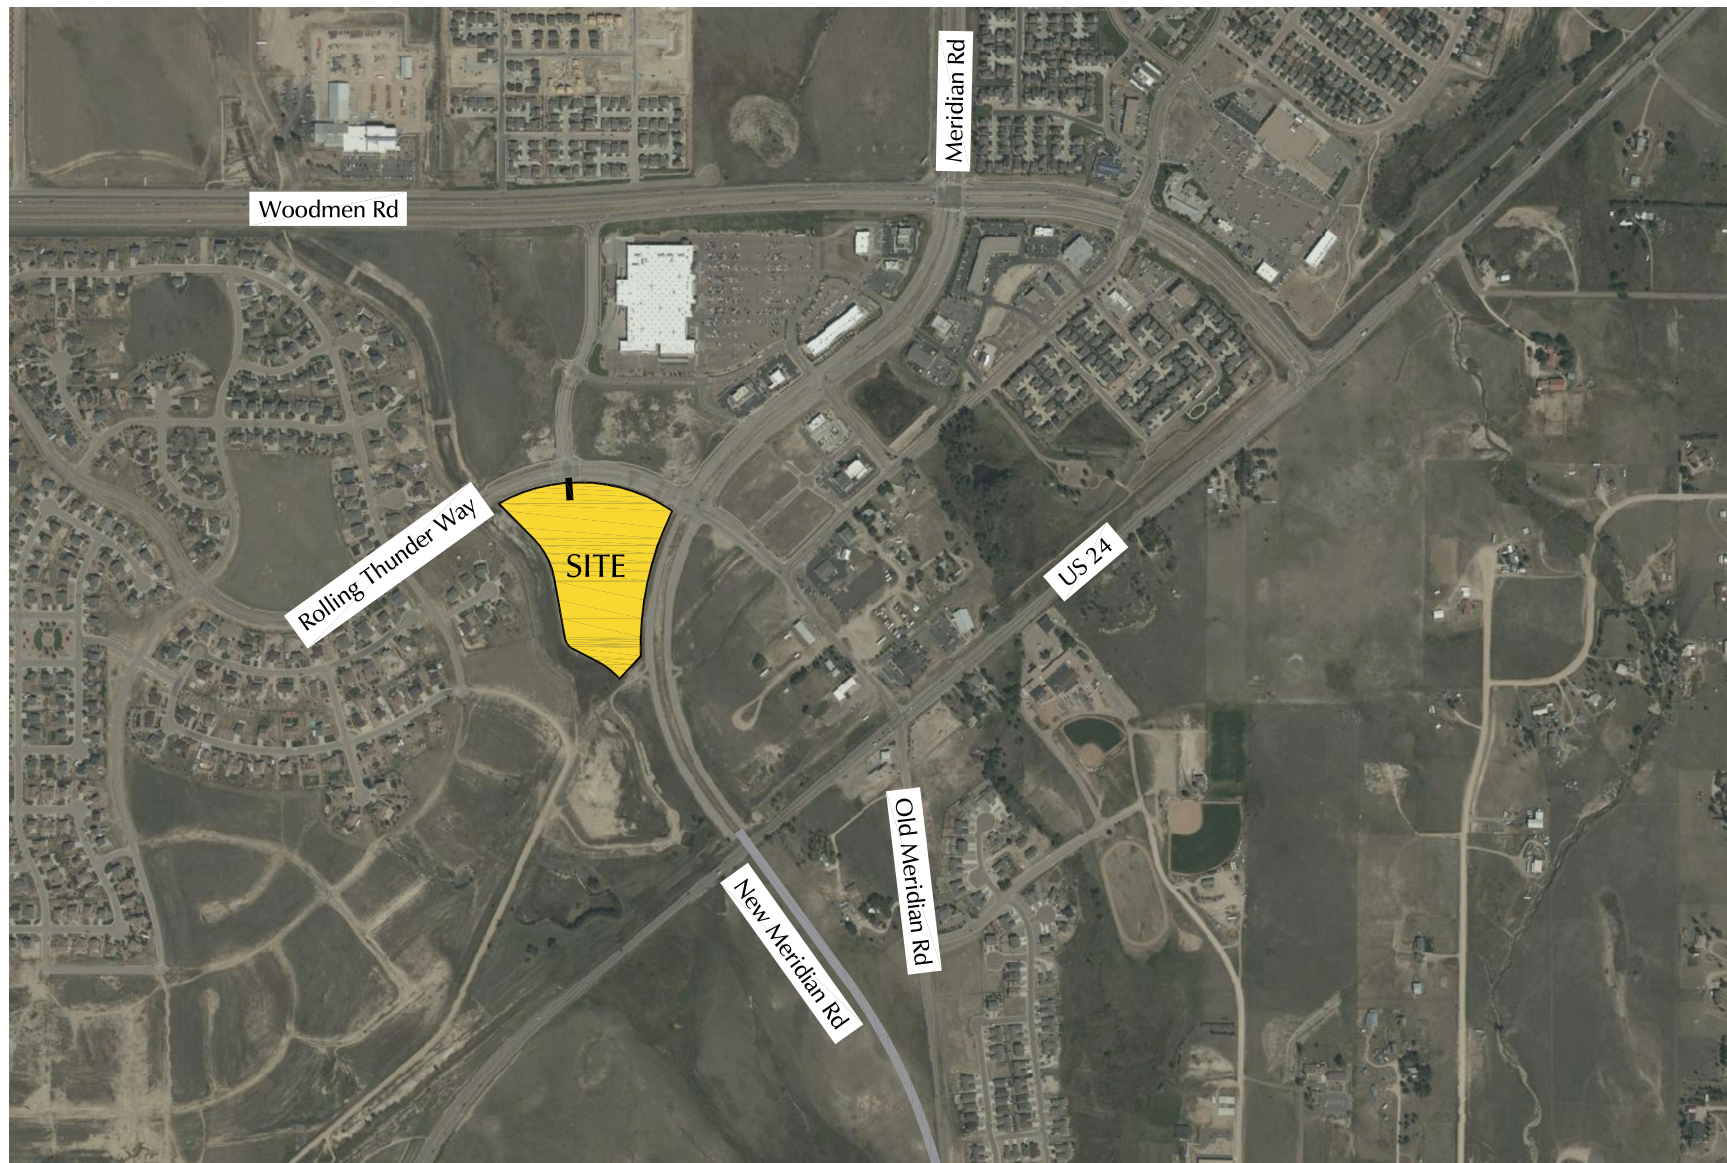 Meridian Rd
Woodmen Rd
Rolling Thunder Way
SITE
US 24
Old Meridian Rd
New Meridian Rd